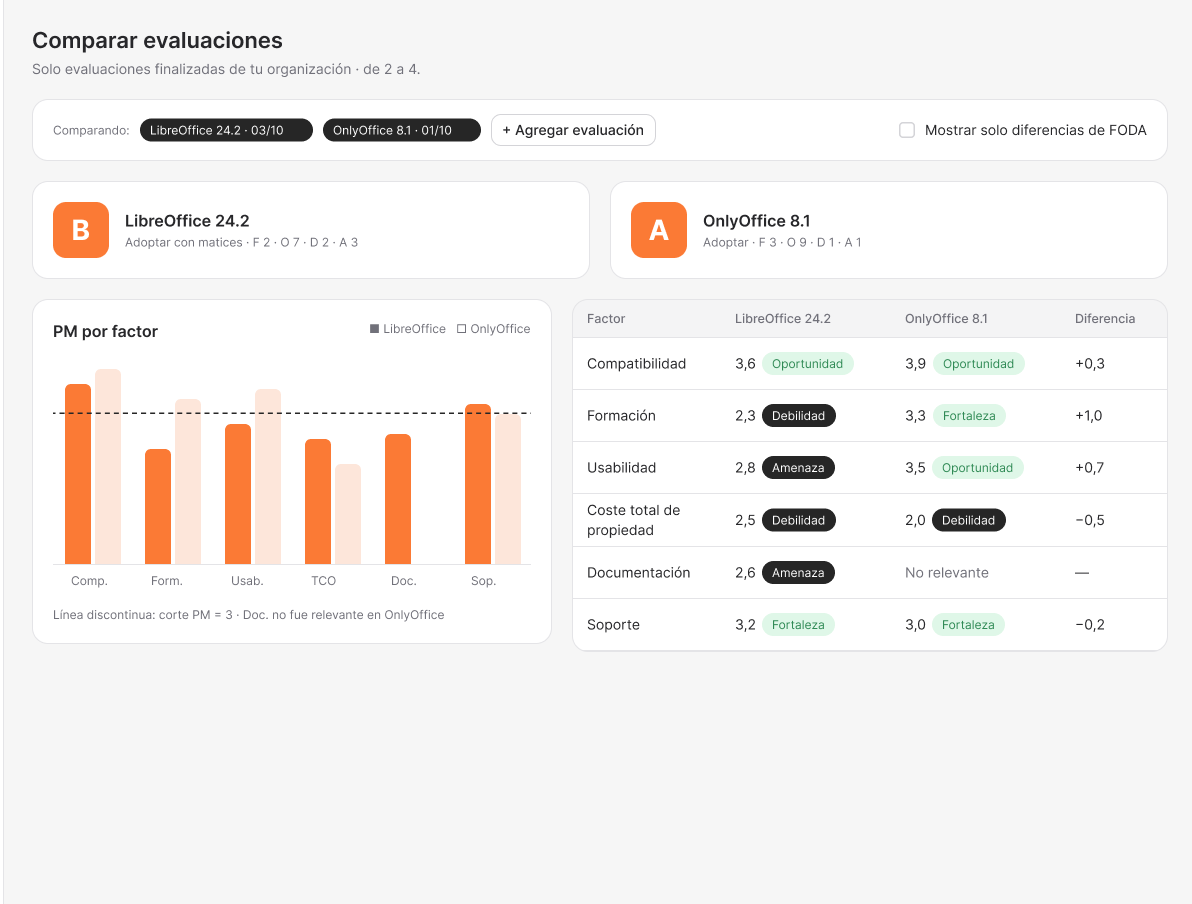 Comparar evaluaciones
Solo evaluaciones finalizadas de tu organización · de 2 a 4.
Comparando:
LibreOffice 24.2 · 03/10
OnlyOffice 8.1 · 01/10
+ Agregar evaluación
Mostrar solo diferencias de FODA
B
LibreOffice 24.2
Adoptar con matices · F 2 · O 7 · D 2 · A 3
A
OnlyOffice 8.1
Adoptar · F 3 · O 9 · D 1 · A 1
PM por factor
LibreOffice
OnlyOffice
Comp.
Form.
Usab.
TCO
Doc.
Sop.
Línea discontinua: corte PM = 3 · Doc. no fue relevante en OnlyOffice
Factor LibreOffice 24.2 OnlyOffice 8.1 Diferencia
Compatibilidad 3,6 Oportunidad 3,9 Oportunidad +0,3
Formación 2,3 Debilidad 3,3 Fortaleza +1,0
Usabilidad 2,8 Amenaza 3,5 Oportunidad +0,7
Coste total de
propiedad 2,5 Debilidad 2,0 Debilidad −0,5
Documentación 2,6 Amenaza No relevante —
Soporte 3,2 Fortaleza 3,0 Fortaleza −0,2